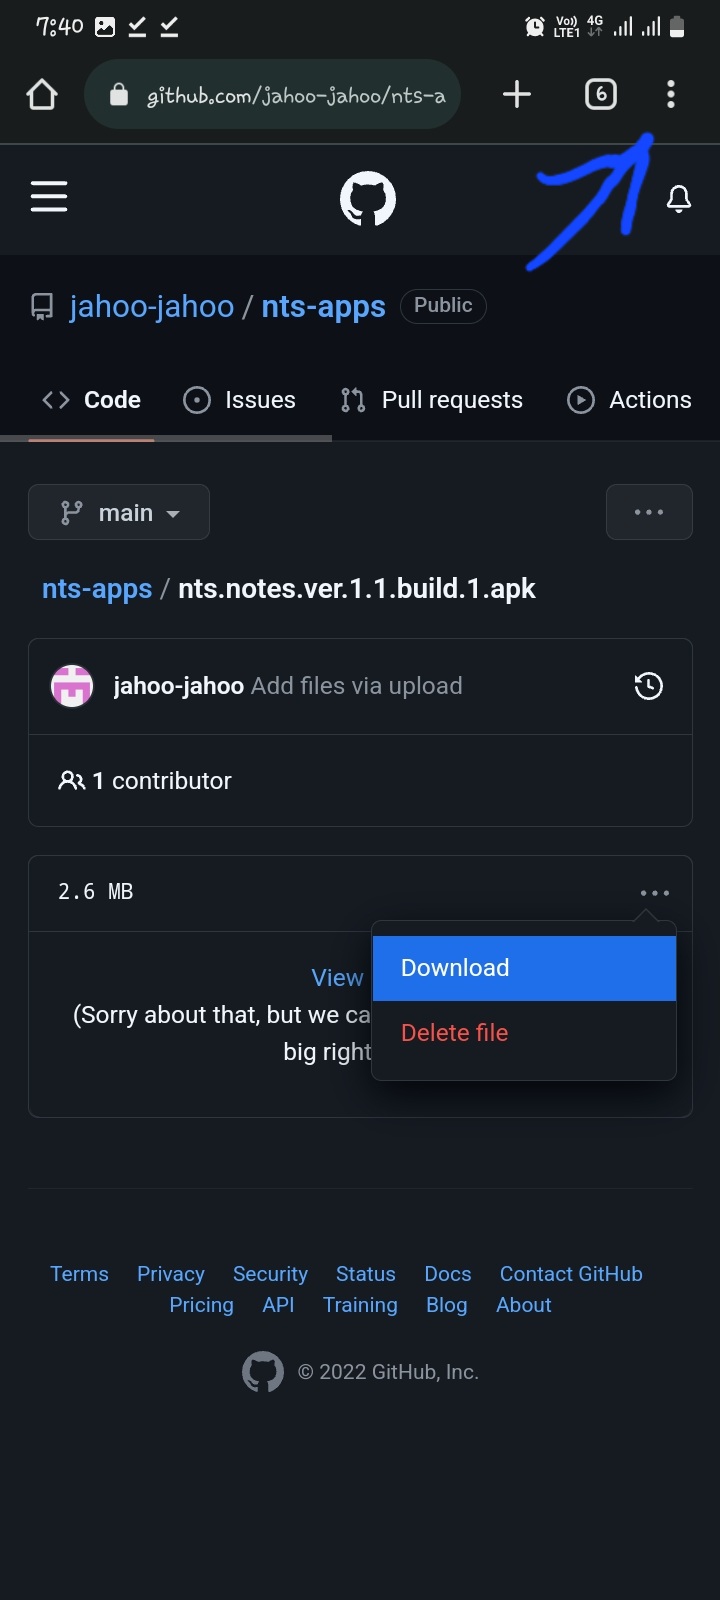 7:40
Vo) 4G
LTE1
github.com/jahoo-jahoo/nts-a
6
jahoo-jahoo / nts-apps Public
Code Issues Pull requests Actions
main
nts-apps / nts.notes.ver.1.1.build.1.apk
jahoo-jahoo Add files via upload
1 contributor
2.6 MB
Download
View
(Sorry about that, but we ca
Delete file
big right
Terms Privacy Security Status Docs Contact GitHub
Pricing API Training Blog About
© 2022 GitHub, Inc.